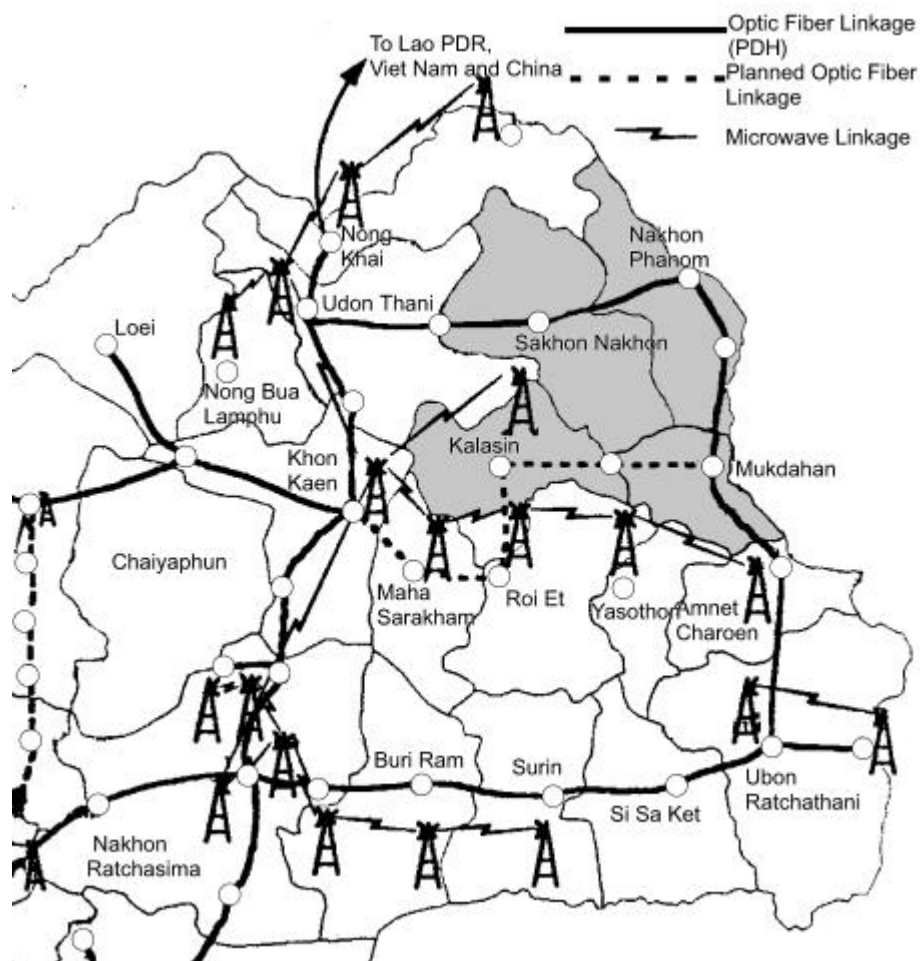 To Lao PDR,
Viet Nam and China
Optic Fiber Linkage
(PDH)
Planned Optic Fiber
Linkage
Microwave Linkage
Nong
Khai
Nakhon
Phanom
Udon Thani
Loei
Sakhon Nakhon
Nong Bua
Lamphu
Khon
Kaen
Kalasin
Mukdahan
Chaiyaphun
Maha
Sarakham
Roi Et
Yasothon
Amnet
Charoen
Buri Ram
Surin
Si Sa Ket
Ubon
Ratchathani
Nakhon
Ratchasima